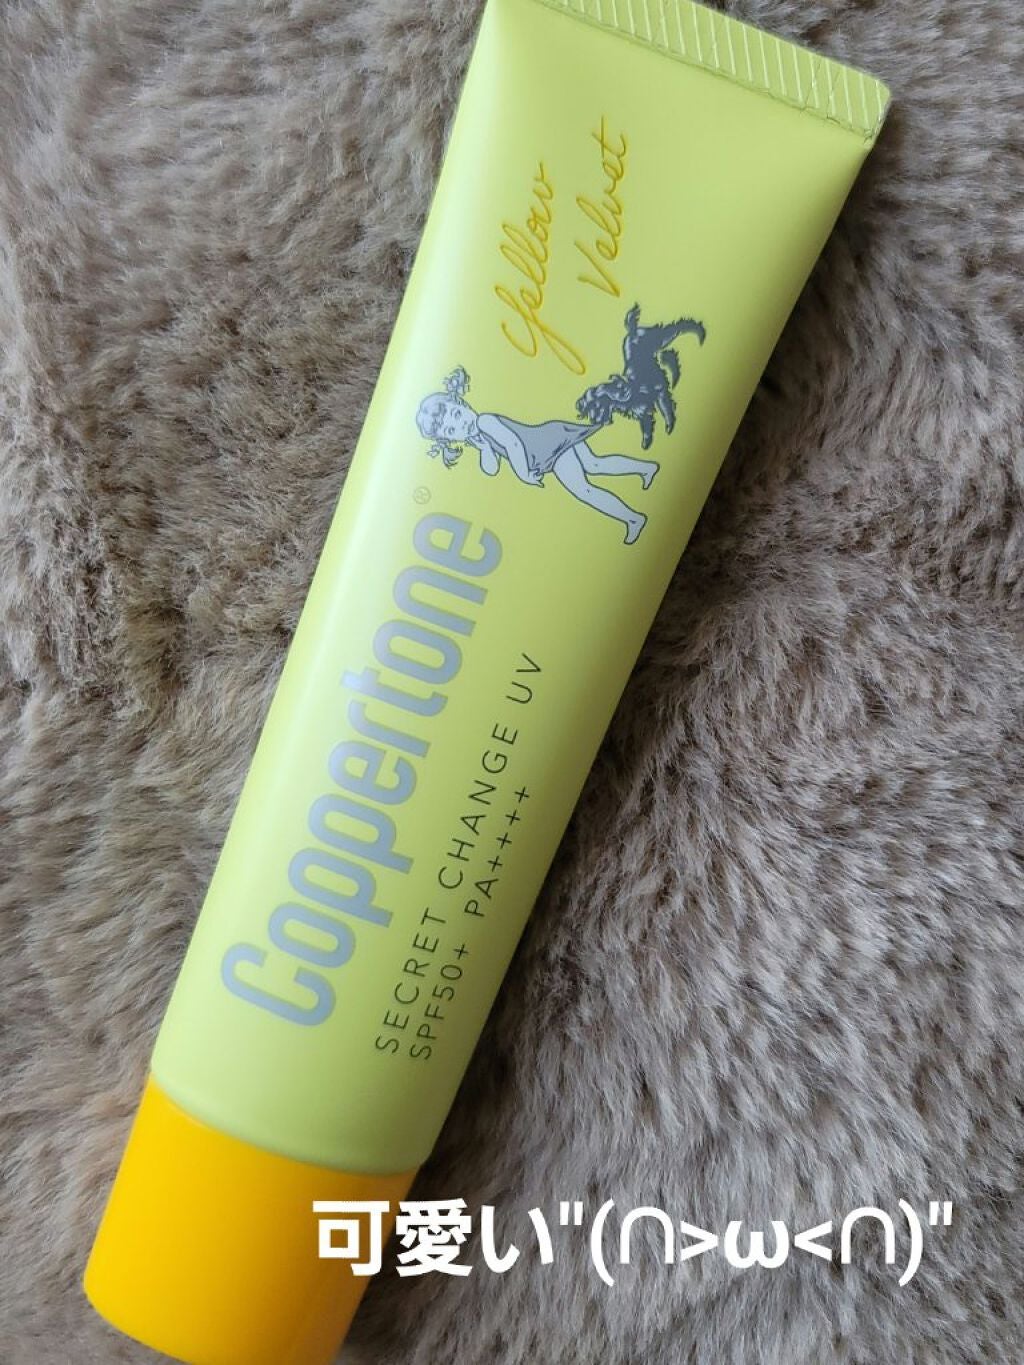 Yellow
Velvet
Coppertone®
SECRET CHANGE UV
SPF50+ PA++++
可愛い"(∩>ω<∩)"